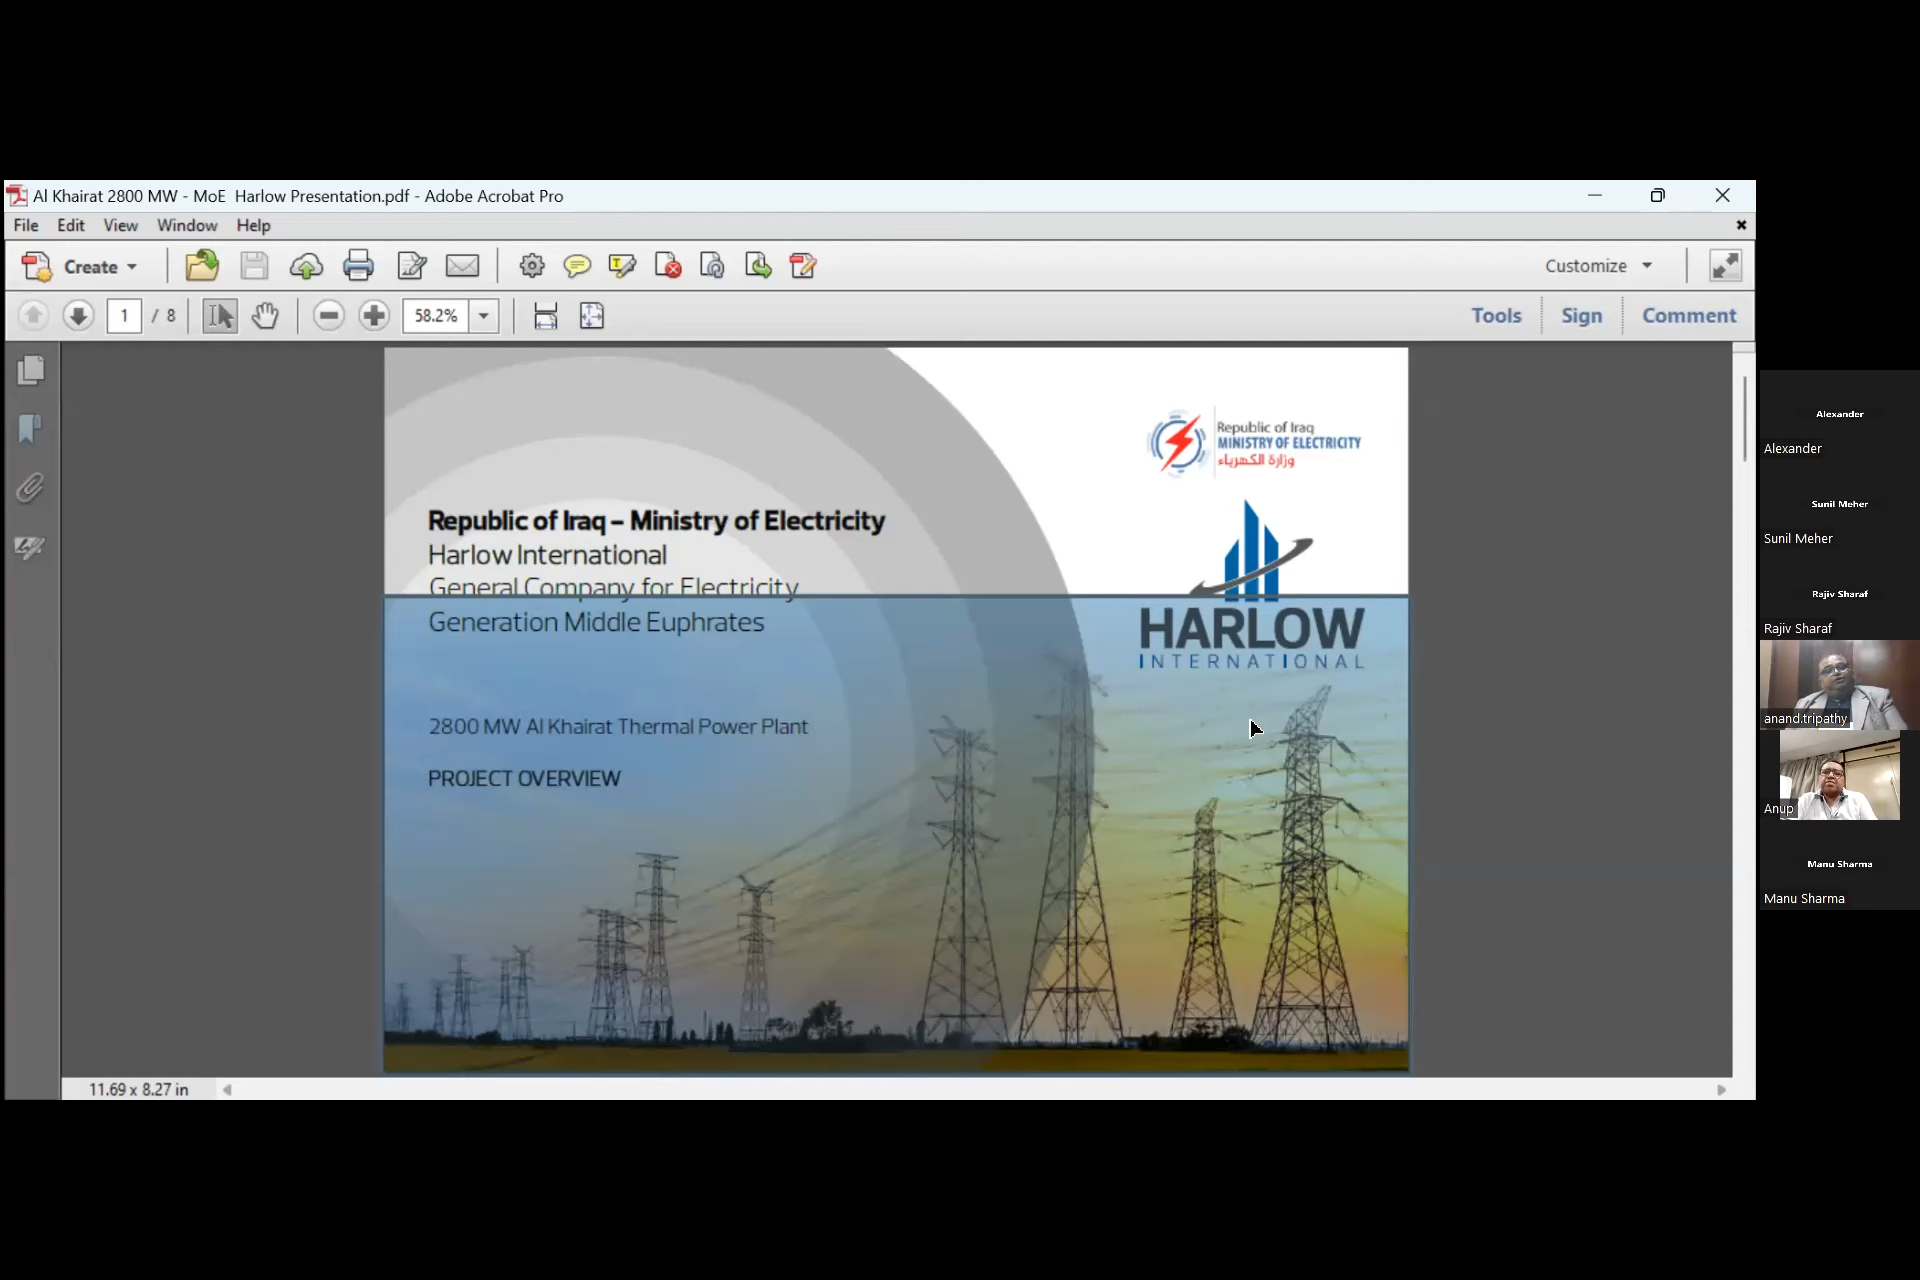 Al Khairat 2800 MW - MoE  Harlow Presentation.pdf - Adobe Acrobat Pro
File Edit View Window Help
Create
Customize
1 / 8
58.2%
Tools Sign Comment
Republic of Iraq
MINISTRY OF ELECTRICITY
وزارة الكهرباء
Republic of Iraq – Ministry of Electricity
Harlow International
General Company for Electricity
Generation Middle Euphrates
HARLOW
INTERNATIONAL
2800 MW Al Khairat Thermal Power Plant
PROJECT OVERVIEW
11.69 x 8.27 in
Alexander
Alexander
Sunil Meher
Sunil Meher
Rajiv Sharaf
Rajiv Sharaf
anand.tripathy
Anup
Manu Sharma
Manu Sharma